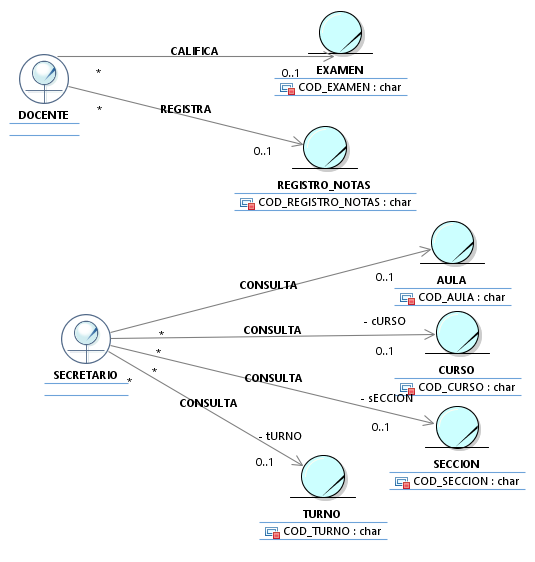 CALIFICA
*
0..1
EXAMEN
COD_EXAMEN : char
DOCENTE
*
REGISTRA
0..1
REGISTRO_NOTAS
COD_REGISTRO_NOTAS : char
CONSULTA
0..1
AULA
COD_AULA : char
*
CONSULTA
- cURSO
0..1
CURSO
COD_CURSO : char
SECRETARIO
*
CONSULTA
- sECCION
0..1
SECCION
COD_SECCION : char
*
*
CONSULTA
- tURNO
0..1
TURNO
COD_TURNO : char